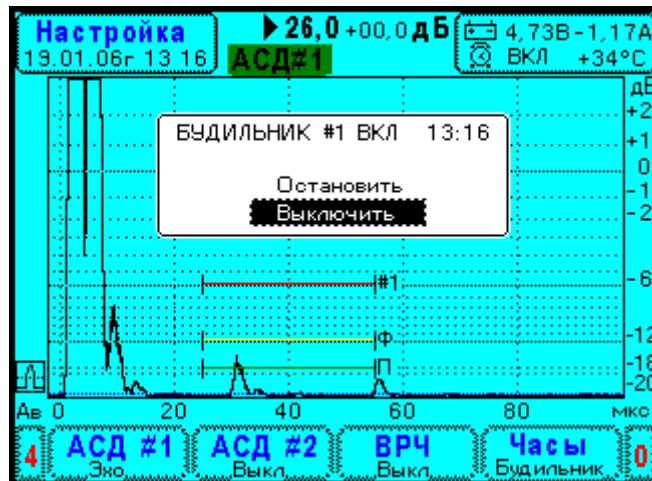 Настройка ▶ 26,0 +00,0 дБ 4,73В-1,17А
19.01.06г 13 16 АСД#1 ВКЛ +34°C
дБ
БУДИЛЬНИК #1 ВКЛ 13:16
+2
+1
0
Остановить
-1
Выключить
-2
#1
-6
Ф
-12
П
-18
-20
Ав 0 20 40 60 80 мкс
4 АСД #1 АСД #2 ВРЧ Часы 0
Эхо Выкл Выкл Будильник